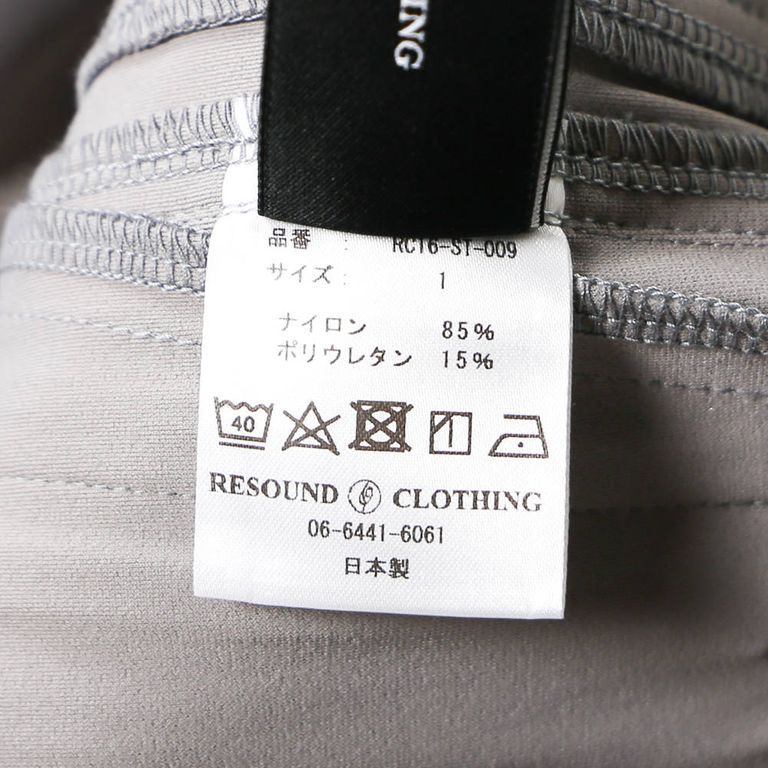 ING
品番 : RCT6-ST-009
サイズ : 1
ナイロン 85%
ポリウレタン 15%
40
RESOUND CLOTHING
06-6441-6061
日本製